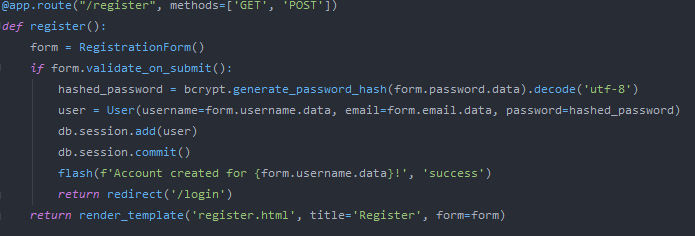 @app.route("/register", methods=['GET', 'POST'])
def register():
    form = RegistrationForm()
    if form.validate_on_submit():
        hashed_password = bcrypt.generate_password_hash(form.password.data).decode('utf-8')
        user = User(username=form.username.data, email=form.email.data, password=hashed_password)
        db.session.add(user)
        db.session.commit()
        flash(f'Account created for {form.username.data}!', 'success')
        return redirect('/login')
    return render_template('register.html', title='Register', form=form)